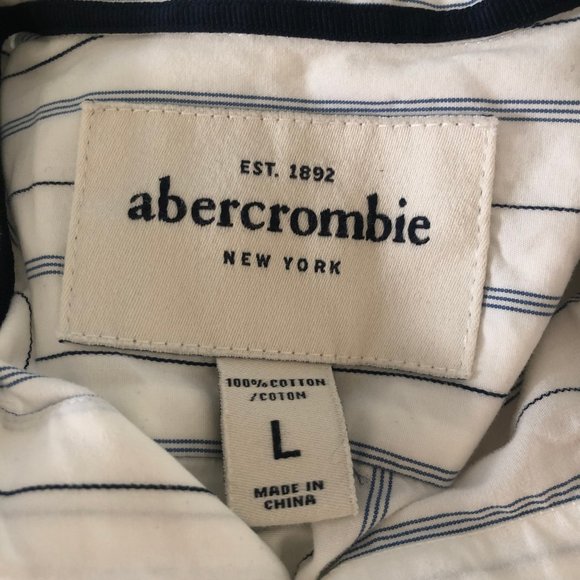 EST. 1892
abercrombie
NEW YORK
100% COTTON
/COTON
L
MADE IN
CHINA